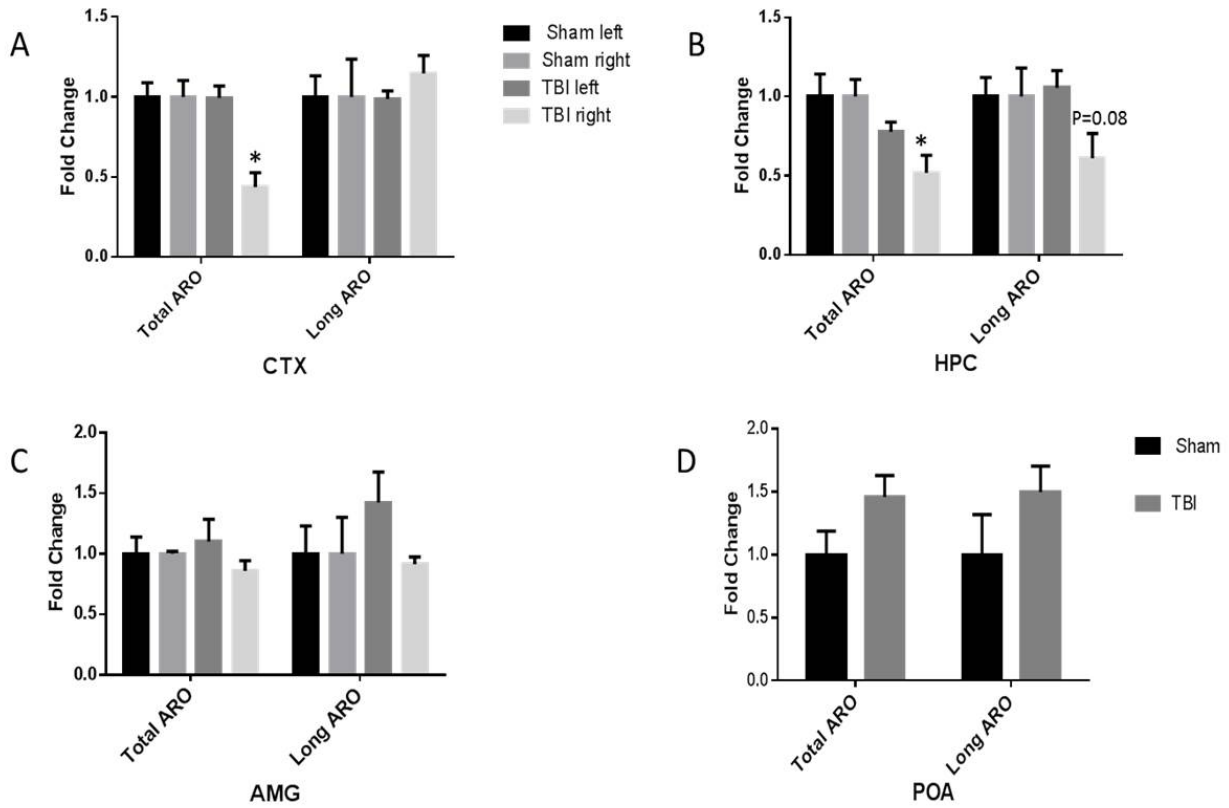 A
Fold Change
1.5
1.0
0.5
0.0
*
Total ARO
Long ARO
CTX
Sham left
Sham right
TBI left
TBI right
B
Fold Change
1.5
1.0
0.5
0.0
*
P=0.08
Total ARO
Long ARO
HPC
C
Fold Change
2.0
1.5
1.0
0.5
0.0
Total ARO
Long ARO
AMG
D
Fold Change
2.0
1.5
1.0
0.5
0.0
Total ARO
Long ARO
POA
Sham
TBI